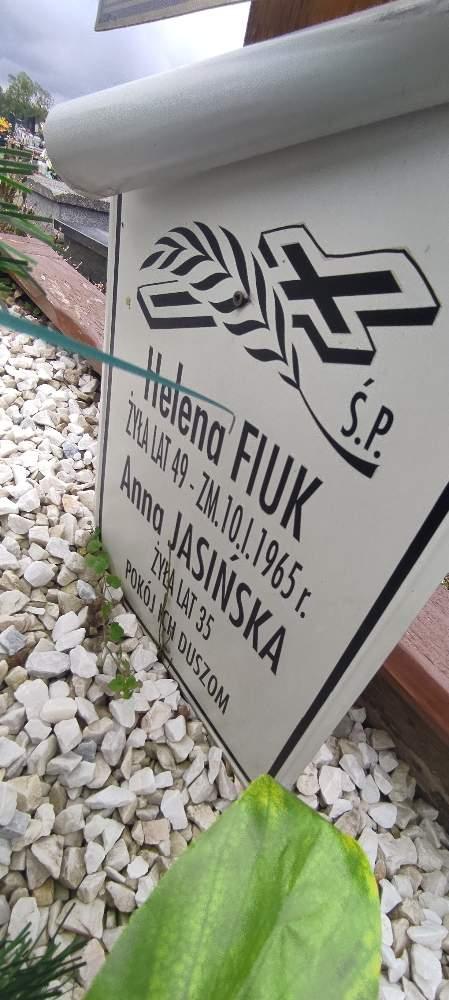 Ś.P.
Helena FIUK
ŻYŁA LAT 49 - ZM.10.I.1965 r.
Anna JASIŃSKA
ŻYŁA LAT 35
POKÓJ ICH DUSZOM